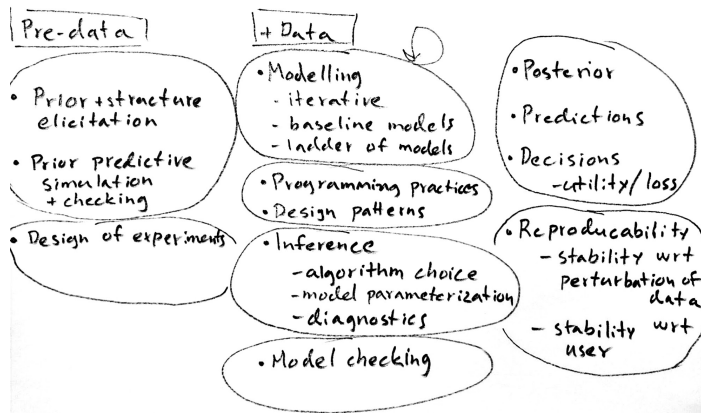 Pre-data
• Prior + structure
elicitation
• Prior predictive
simulation
+ checking
• Design of experiments
+ Data
• Modelling
- iterative
- baseline models
- ladder of models
• Programming practices
• Design patterns
• Inference
- algorithm choice
- model parameterization
- diagnostics
• Model checking
• Posterior
• Predictions
• Decisions
- utility/loss
• Reproducability
- stability wrt
perturbation of
data
- stability wrt
user